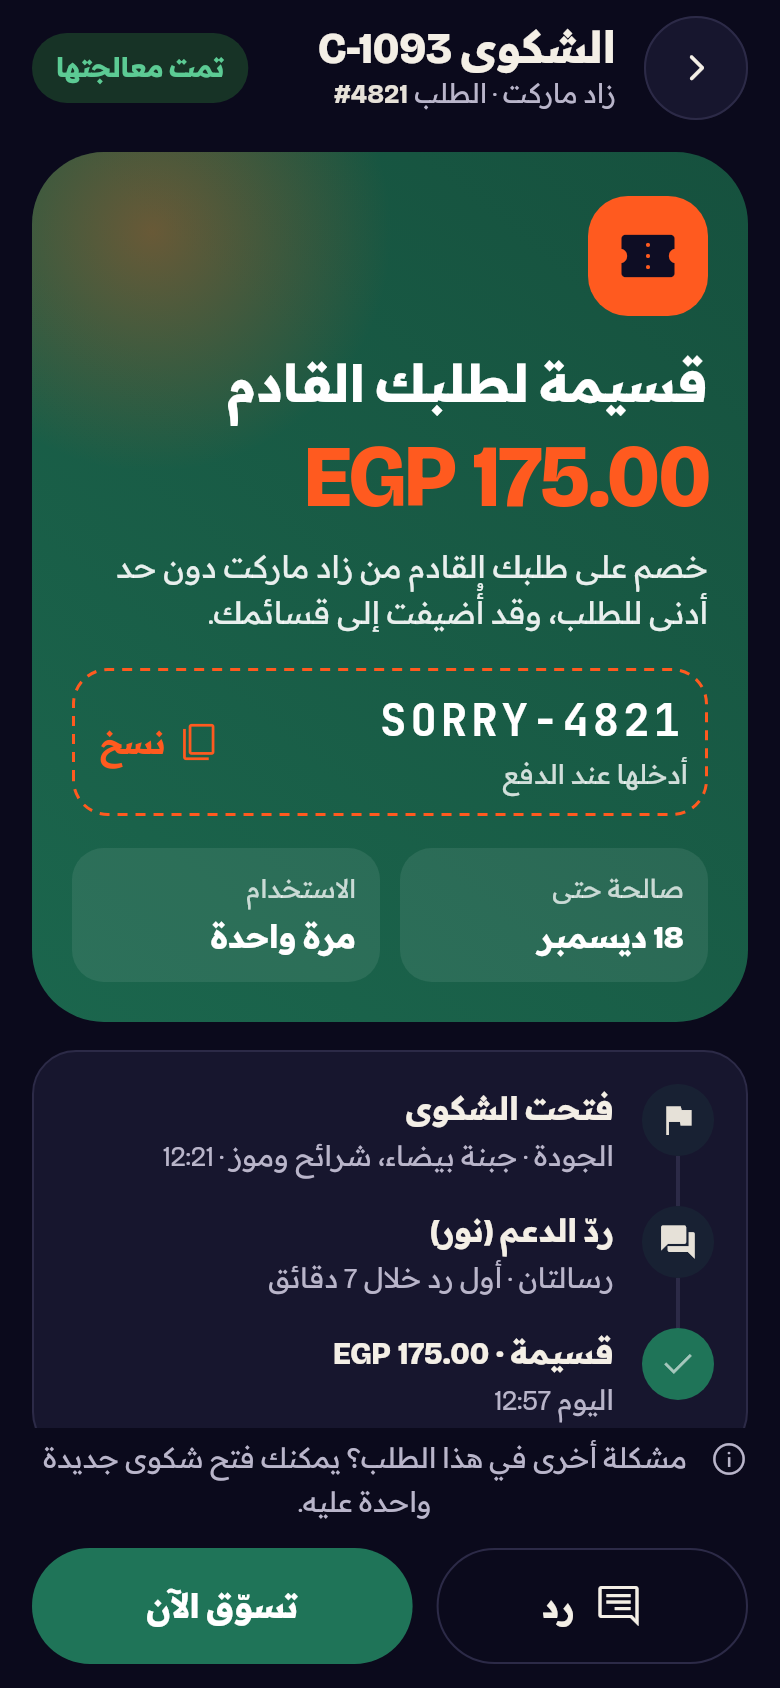 الشكوى C-1093
زاد ماركت · الطلب #4821
تمت معالجتها
قسيمة لطلبك القادم
EGP 175.00
خصم على طلبك القادم من زاد ماركت دون حد
أدنى للطلب، وقد أُضيفت إلى قسائمك.
SORRY-4821
أدخلها عند الدفع
نسخ
صالحة حتى
18 ديسمبر
الاستخدام
مرة واحدة
فتحت الشكوى
الجودة · جبنة بيضاء، شرائح وموز · 12:21
ردّ الدعم (نور)
رسالتان · أول رد خلال 7 دقائق
قسيمة · EGP 175.00
اليوم 12:57
مشكلة أخرى في هذا الطلب؟ يمكنك فتح شكوى جديدة
واحدة عليه.
رد
تسوّق الآن